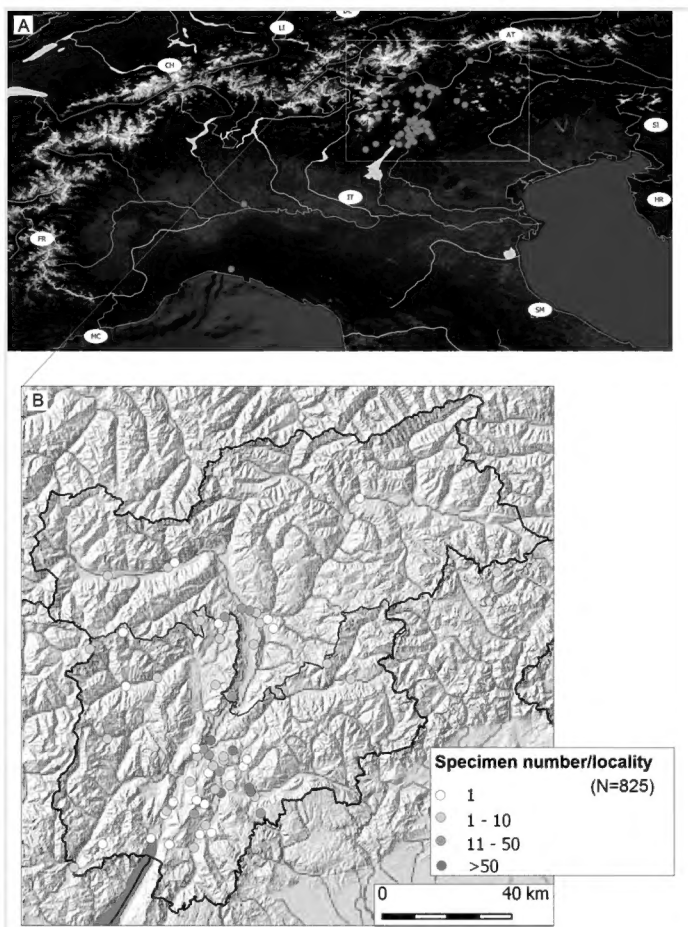 A
LI
AT
CH
SI
IT
HR
FR
SM
MC
B
Specimen number/locality
(N=825)
1
1 - 10
11 - 50
>50
0 40 km